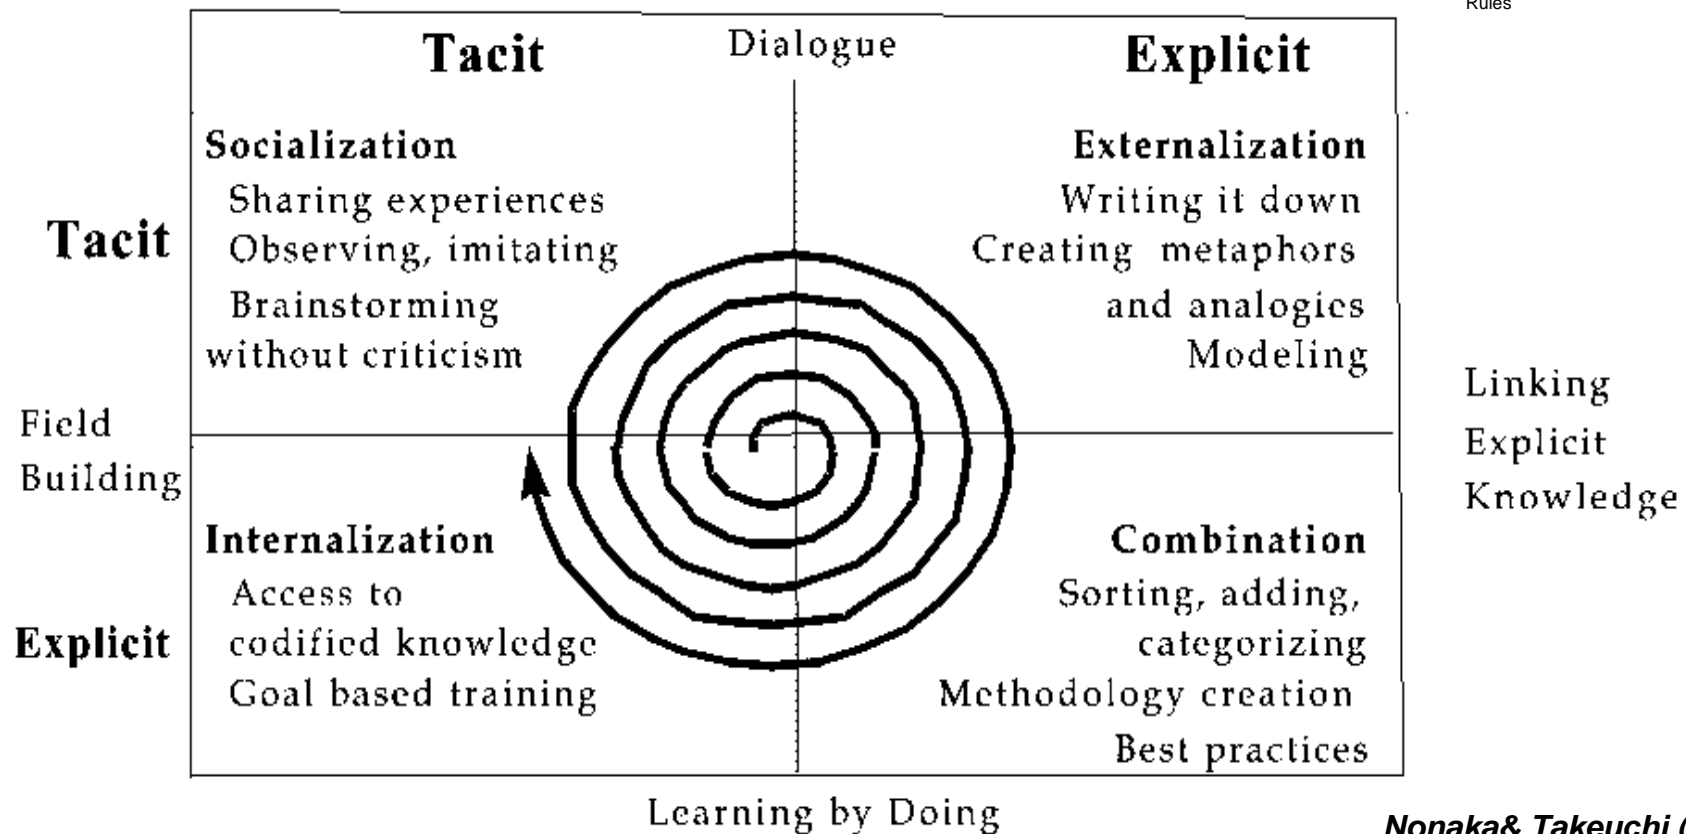 Rules
Tacit
Dialogue
Explicit
Tacit
Socialization
Sharing experiences
Observing, imitating
Brainstorming
without criticism
Externalization
Writing it down
Creating metaphors
and analogies
Modeling
Field
Building
Linking
Explicit
Knowledge
Explicit
Internalization
Access to
codified knowledge
Goal based training
Combination
Sorting, adding,
categorizing
Methodology creation
Best practices
Learning by Doing
Nonaka& Takeuchi (